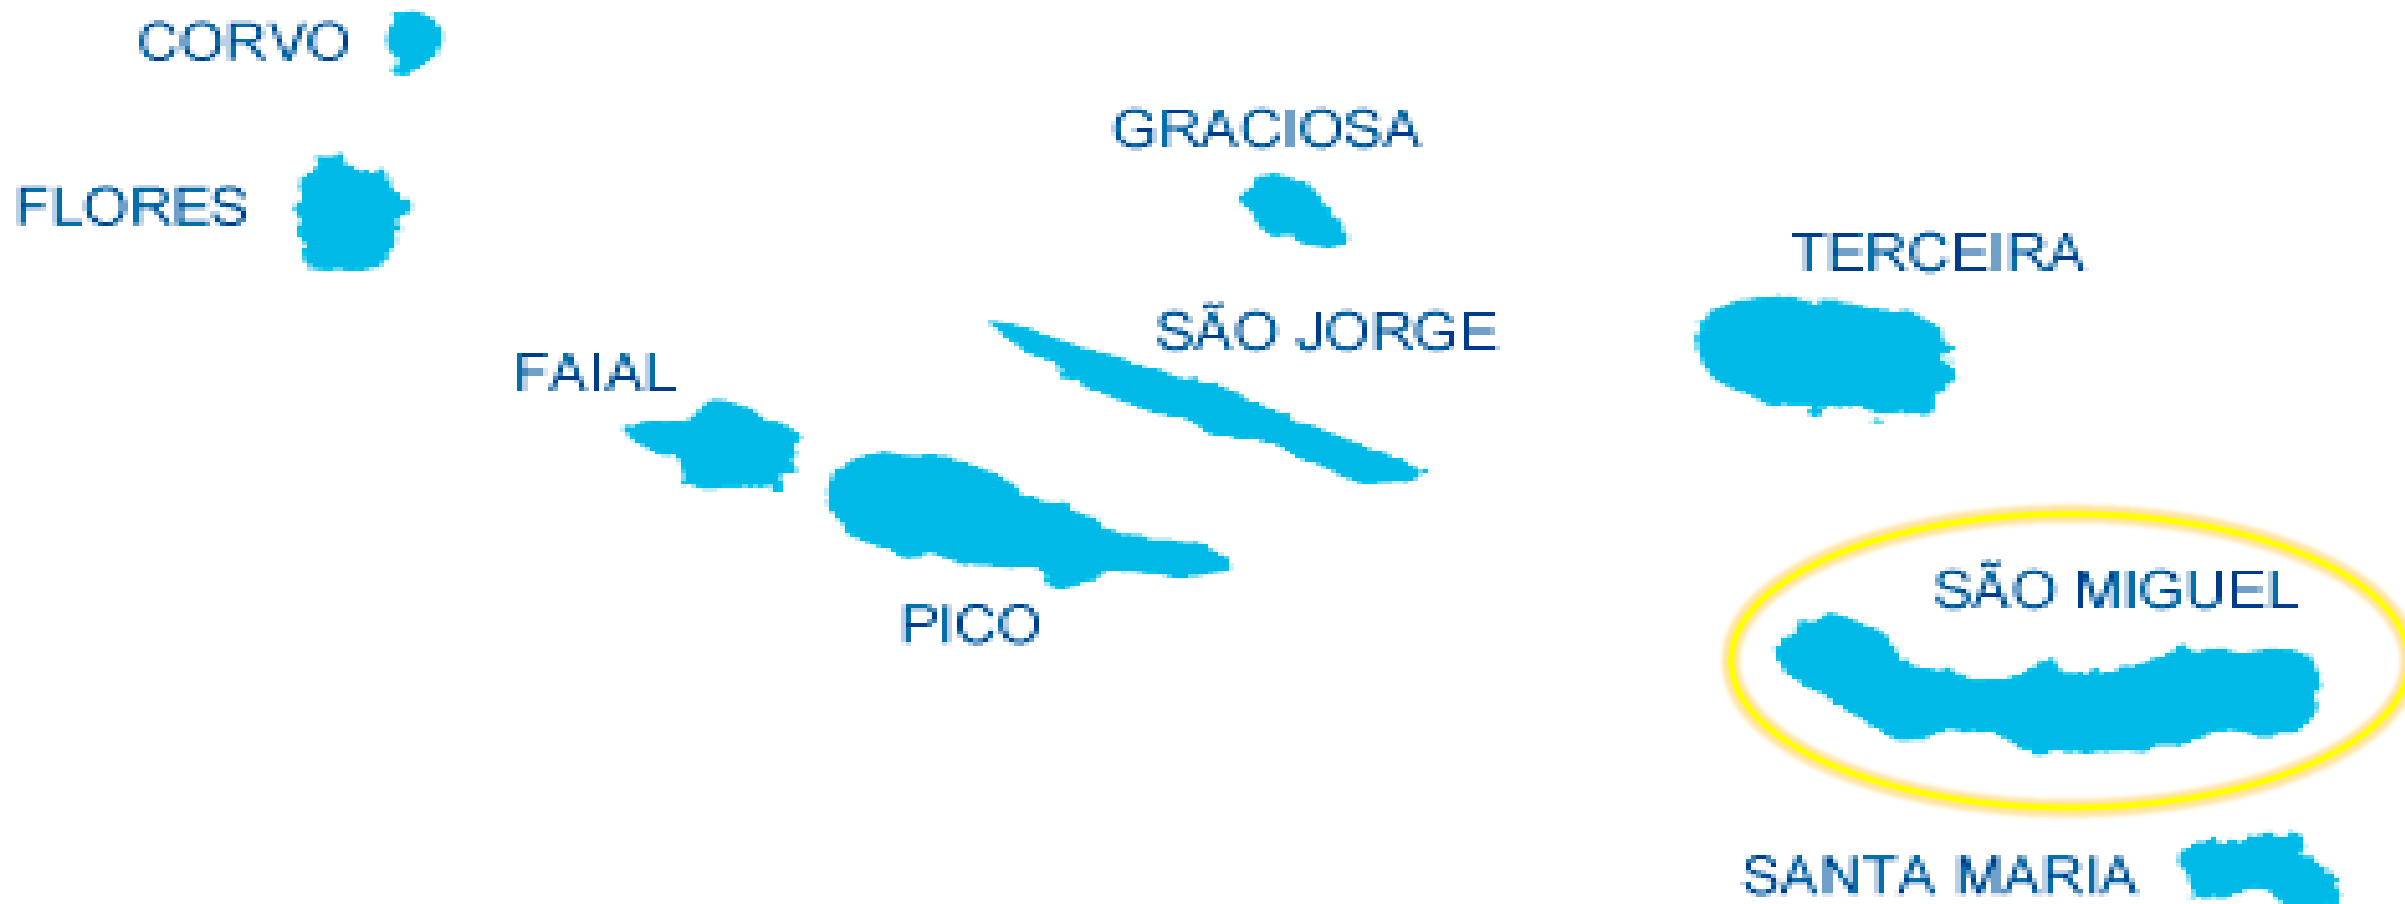 CORVO
GRACIOSA
FLORES
TERCEIRA
SÃO JORGE
FAIAL
SÃO MIGUEL
PICO
SANTA MARIA